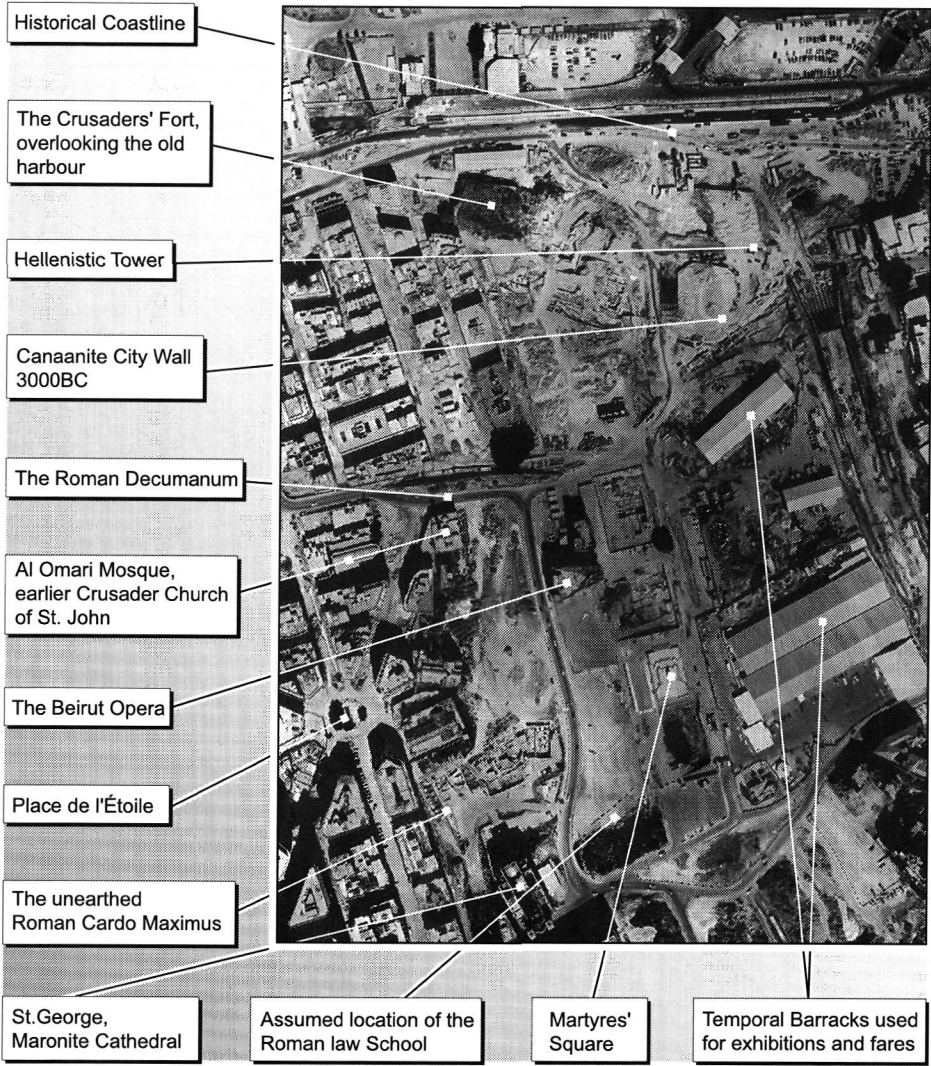 Historical Coastline
The Crusaders' Fort,
overlooking the old
harbour
Hellenistic Tower
Canaanite City Wall
3000BC
The Roman Decumanum
Al Omari Mosque,
earlier Crusader Church
of St. John
The Beirut Opera
Place de l'Étoile
The unearthed
Roman Cardo Maximus
St.George,
Maronite Cathedral
Assumed location of the
Roman law School
Martyres'
Square
Temporal Barracks used
for exhibitions and fares